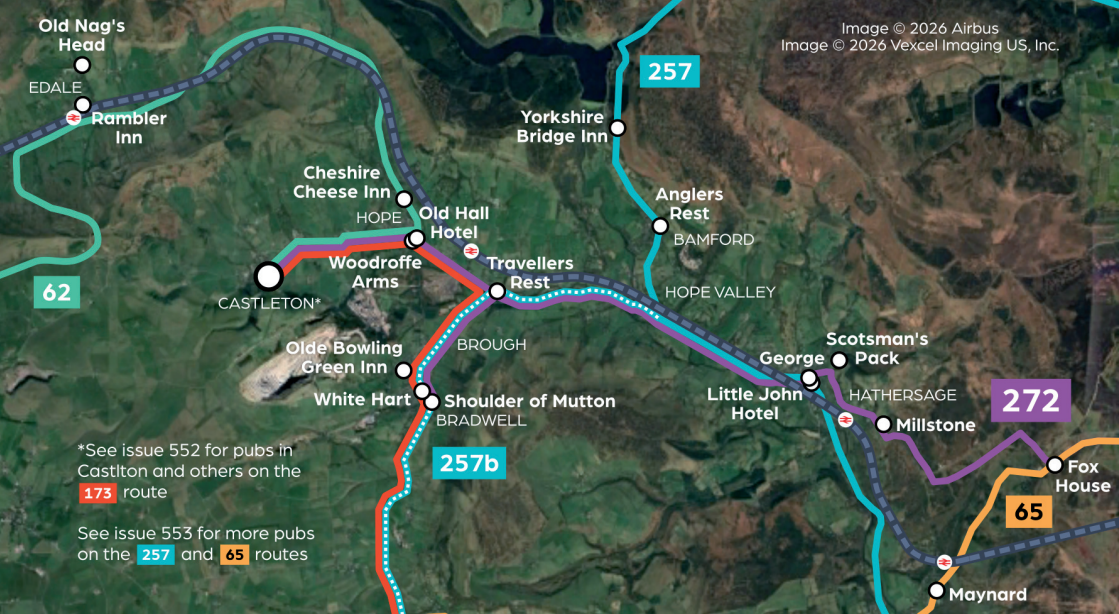 Old Nag's
Head
Image © 2026 Airbus
Image © 2026 Vexcel Imaging US, Inc.
257
EDALE
Rambler
Inn
Yorkshire
Bridge Inn
Cheshire
Cheese Inn
Anglers
Rest
HOPE
Old Hall
Hotel
BAMFORD
Woodroffe
Arms
Travellers
Rest
62
CASTLETON*
HOPE VALLEY
BROUGH
Scotsman's
Pack
George
Olde Bowling
Green Inn
Little John
Hotel
HATHERSAGE
272
White Hart
Shoulder of Mutton
BRADWELL
Millstone
*See issue 552 for pubs in
Castlton and others on the
173 route
257b
Fox
House
65
See issue 553 for more pubs
on the 257 and 65 routes
Maynard